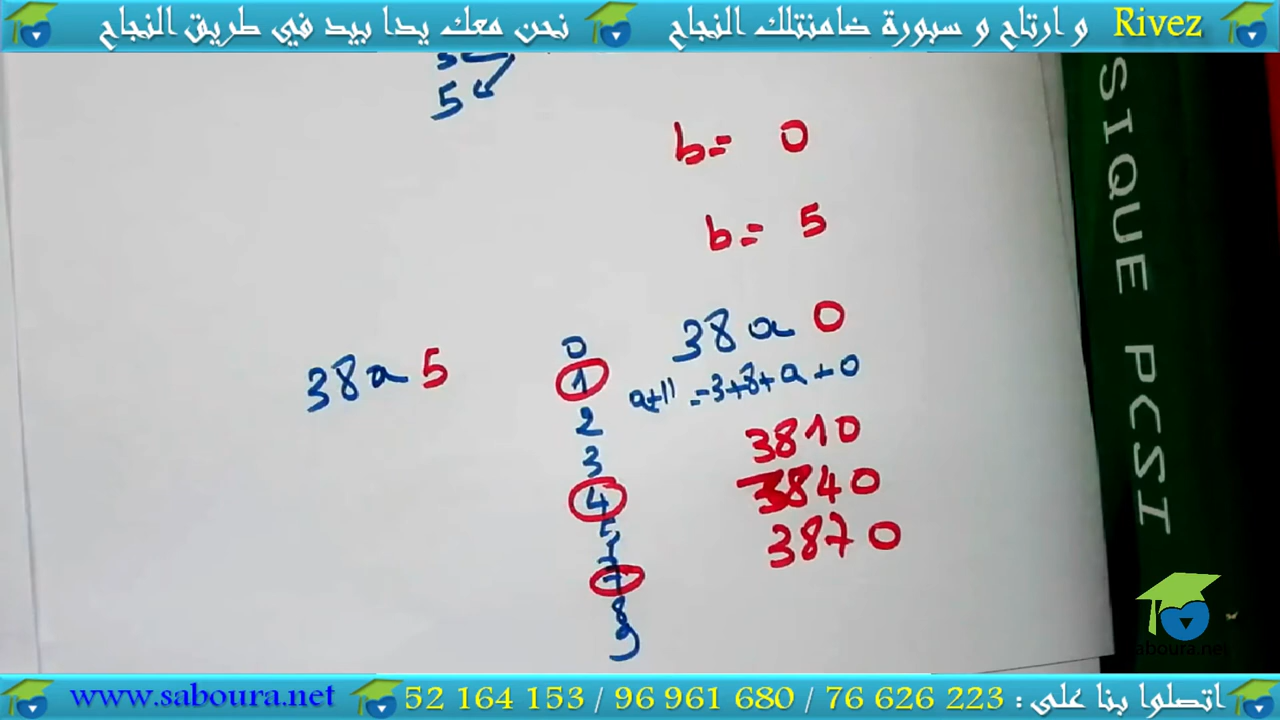 نحن معك يدا بيد في طريق النجاح و ارتاح و سبورة ضامنتلك النجاح Rivez
5
b= 0
b= 5
38a0
38a5
a+11 =3+8+a+0
0
1
2
3
4
5
7
8
9
3810
3840
3870
SIQUE PCSI
saboura.net
www.saboura.net اتصلوا بنا على : 52 164 153 / 96 961 680 / 76 626 223